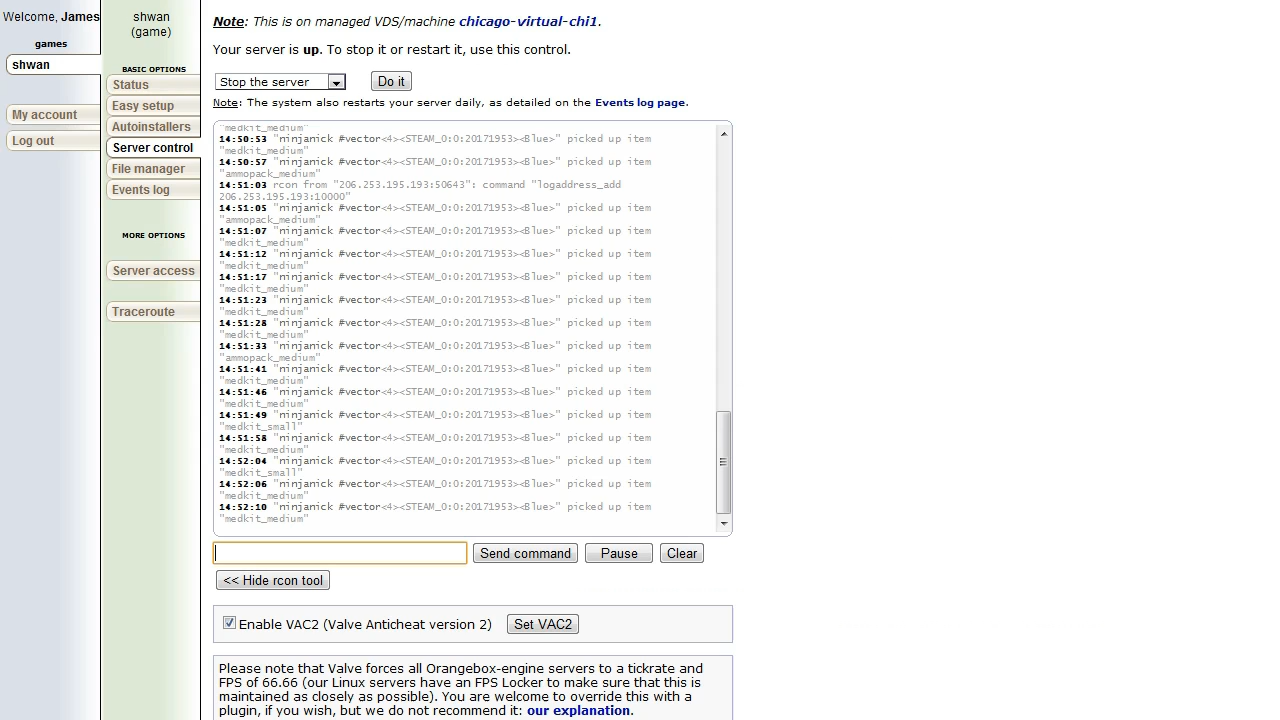 Welcome, James
games
shwan
My account
Log out
shwan
(game)
BASIC OPTIONS
Status
Easy setup
Autoinstallers
Server control
File manager
Events log
MORE OPTIONS
Server access
Traceroute
Note: This is on managed VDS/machine chicago-virtual-chi1.
Your server is up. To stop it or restart it, use this control.
Stop the server
Do it
Note: The system also restarts your server daily, as detailed on the Events log page.
"medkit_medium"
14:50:53 "ninjanick #vector<4><STEAM_0:0:20171953><Blue>" picked up item
"medkit_medium"
14:50:57 "ninjanick #vector<4><STEAM_0:0:20171953><Blue>" picked up item
"ammopack_medium"
14:51:03 rcon from "206.253.195.193:50643": command "logaddress_add
206.253.195.193:10000"
14:51:05 "ninjanick #vector<4><STEAM_0:0:20171953><Blue>" picked up item
"ammopack_medium"
14:51:07 "ninjanick #vector<4><STEAM_0:0:20171953><Blue>" picked up item
"medkit_medium"
14:51:12 "ninjanick #vector<4><STEAM_0:0:20171953><Blue>" picked up item
"medkit_medium"
14:51:17 "ninjanick #vector<4><STEAM_0:0:20171953><Blue>" picked up item
"medkit_medium"
14:51:23 "ninjanick #vector<4><STEAM_0:0:20171953><Blue>" picked up item
"medkit_medium"
14:51:28 "ninjanick #vector<4><STEAM_0:0:20171953><Blue>" picked up item
"medkit_medium"
14:51:33 "ninjanick #vector<4><STEAM_0:0:20171953><Blue>" picked up item
"ammopack_medium"
14:51:41 "ninjanick #vector<4><STEAM_0:0:20171953><Blue>" picked up item
"medkit_medium"
14:51:46 "ninjanick #vector<4><STEAM_0:0:20171953><Blue>" picked up item
"medkit_medium"
14:51:49 "ninjanick #vector<4><STEAM_0:0:20171953><Blue>" picked up item
"medkit_small"
14:51:58 "ninjanick #vector<4><STEAM_0:0:20171953><Blue>" picked up item
"medkit_medium"
14:52:04 "ninjanick #vector<4><STEAM_0:0:20171953><Blue>" picked up item
"medkit_small"
14:52:06 "ninjanick #vector<4><STEAM_0:0:20171953><Blue>" picked up item
"medkit_medium"
14:52:10 "ninjanick #vector<4><STEAM_0:0:20171953><Blue>" picked up item
"medkit_medium"
Send command
Pause
Clear
<< Hide rcon tool
Enable VAC2 (Valve Anticheat version 2)
Set VAC2
Please note that Valve forces all Orangebox-engine servers to a tickrate and
FPS of 66.66 (our Linux servers have an FPS Locker to make sure that this is
maintained as closely as possible). You are welcome to override this with a
plugin, if you wish, but we do not recommend it: our explanation.